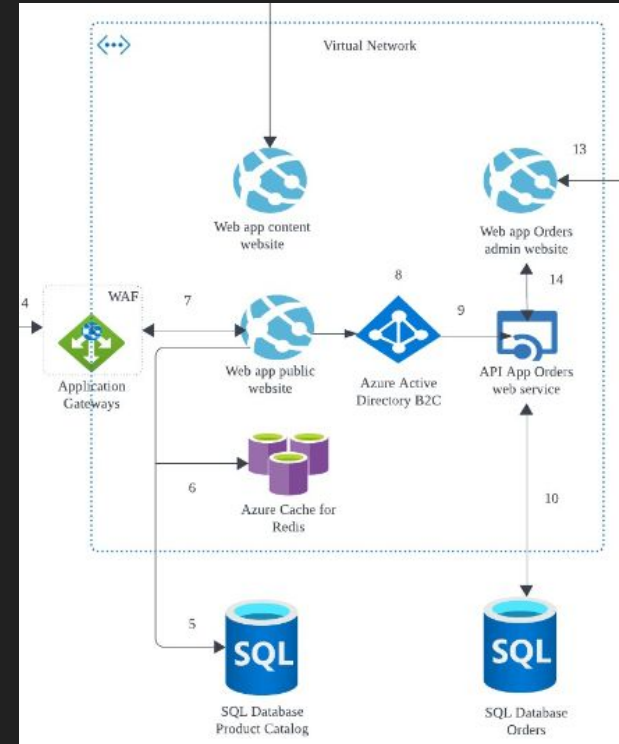 Virtual Network
13
Web app content
website
Web app Orders
admin website
4
WAF
7
8
9
14
Application
Gateways
Web app public
website
Azure Active
Directory B2C
API App Orders
web service
6
Azure Cache for
Redis
10
5
SQL
SQL
SQL Database
Product Catalog
SQL Database
Orders